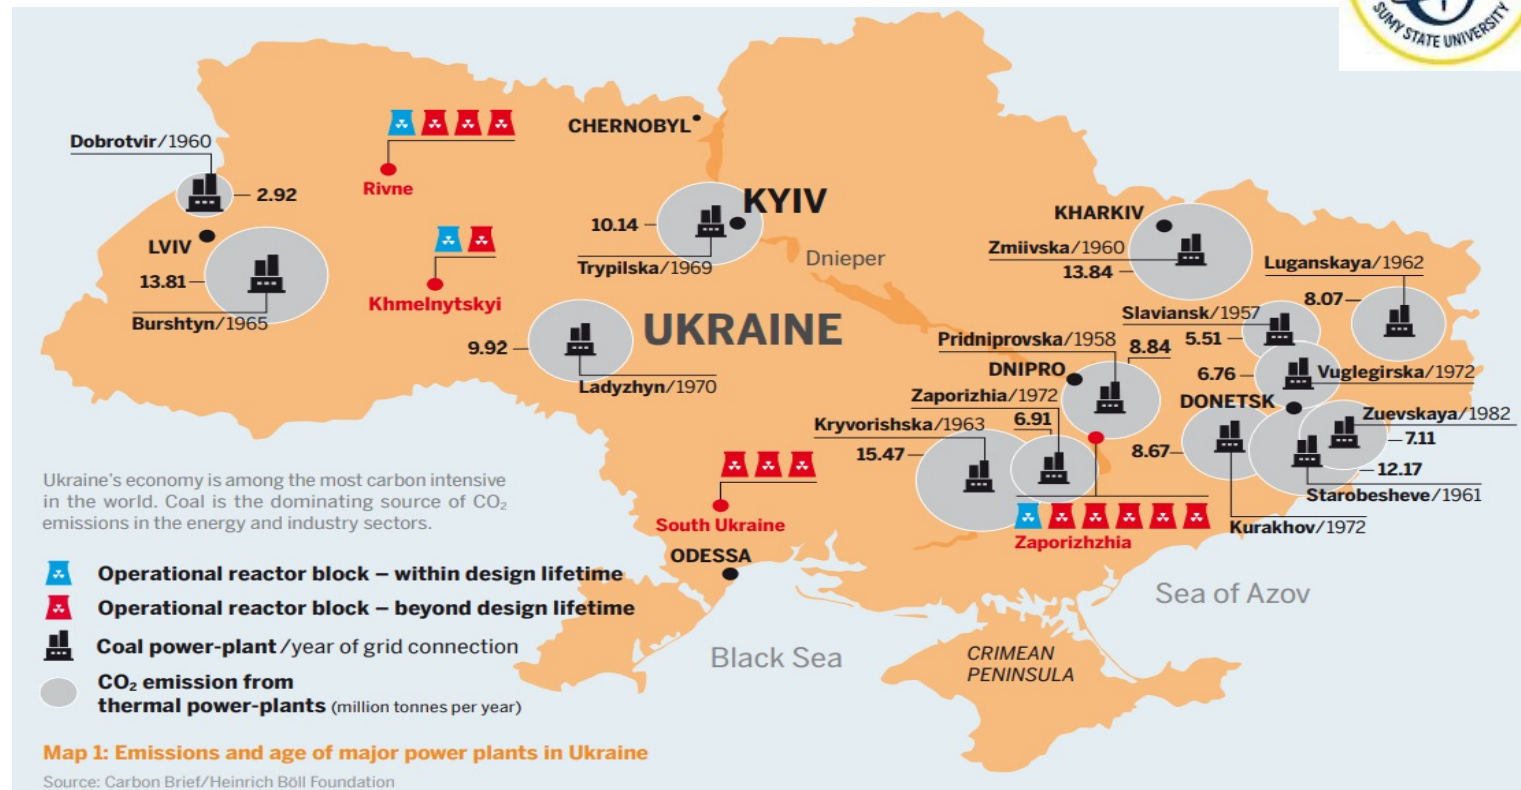 SUMY STATE UNIVERSITY
Dobrotvir/1960
2.92
LVIV
13.81
Burshtyn/1965
Rivne
Khmelnytskyi
CHERNOBYL
KYIV
10.14
Trypilska/1969
Dnieper
UKRAINE
9.92
Ladyzhyn/1970
KHARKIV
Zmiivska/1960
13.84
Luganskaya/1962
8.07
Slaviansk/1957
5.51
Pridniprovska/1958
8.84
DNIPRO
6.76
Vuglegirska/1972
Zaporizhia/1972
6.91
DONETSK
Zuevskaya/1982
7.11
Kryvorishska/1963
15.47
8.67
12.17
Starobesheve/1961
Kurakhov/1972
South Ukraine
Zaporizhzhia
ODESSA
Sea of Azov
Black Sea
CRIMEAN
PENINSULA
Ukraine's economy is among the most carbon intensive
in the world. Coal is the dominating source of CO₂
emissions in the energy and industry sectors.
Operational reactor block – within design lifetime
Operational reactor block – beyond design lifetime
Coal power-plant/year of grid connection
CO₂ emission from
thermal power-plants (million tonnes per year)
Map 1: Emissions and age of major power plants in Ukraine
Source: Carbon Brief/Heinrich Böll Foundation